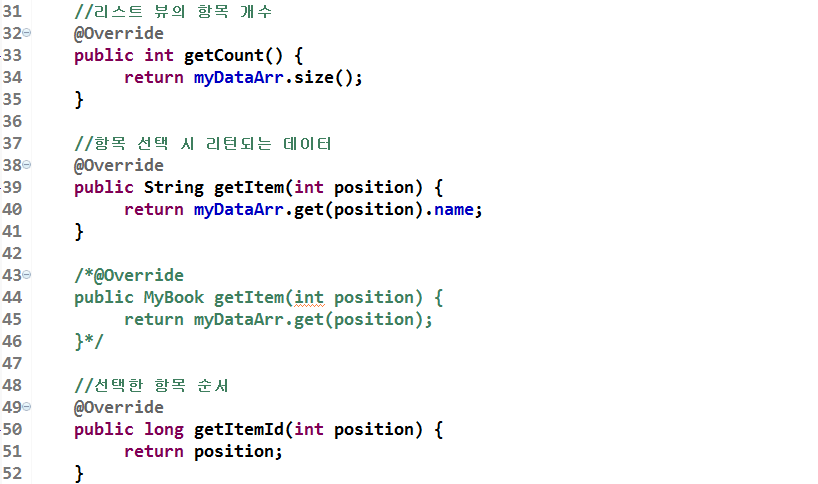 31 //리스트 뷰의 항목 개수
32 @Override
33 public int getCount() {
34 return myDataArr.size();
35 }
36
37 //항목 선택 시 리턴되는 데이터
38 @Override
39 public String getItem(int position) {
40 return myDataArr.get(position).name;
41 }
42
43 /*@Override
44 public MyBook getItem(int position) {
45 return myDataArr.get(position);
46 }*/
47
48 //선택한 항목 순서
49 @Override
50 public long getItemId(int position) {
51 return position;
52 }